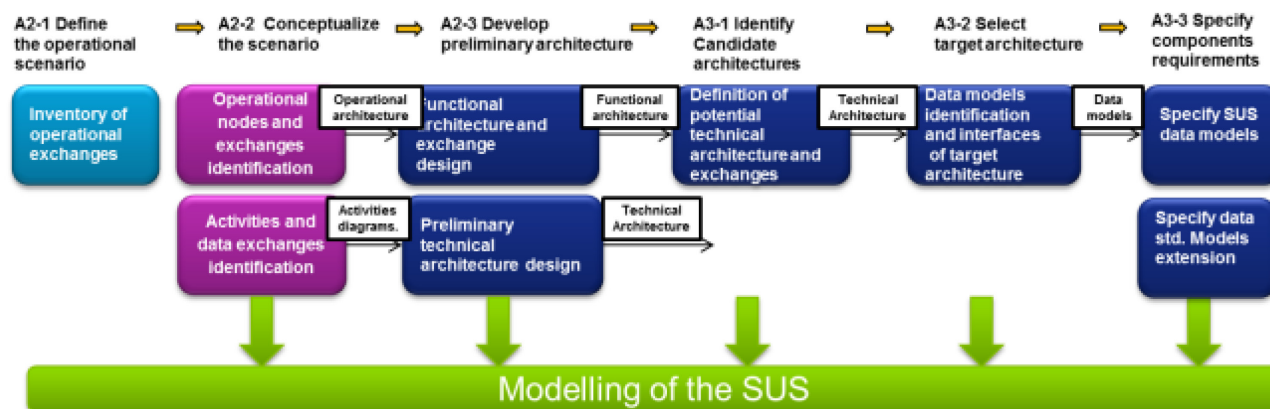 A2-1 Define
the operational
scenario
A2-2 Conceptualize
the scenario
A2-3 Develop
preliminary architecture
A3-1 Identify
Candidate
architectures
A3-2 Select
target architecture
A3-3 Specify
components
requirements
Inventory of
operational
exchanges
Operational
nodes and
exchanges
identification
Operational
architecture
Functional
architecture and
exchange
design
Functional
architecture
Definition of
potential
technical
architecture and
exchanges
Technical
Architecture
Data models
identification
and interfaces
of target
architecture
Data
models
Specify SUS
data models
Activities and
data exchanges
identification
Activities
diagrams.
Preliminary
technical
architecture design
Technical
Architecture
Specify data
std. Models
extension
Modelling of the SUS